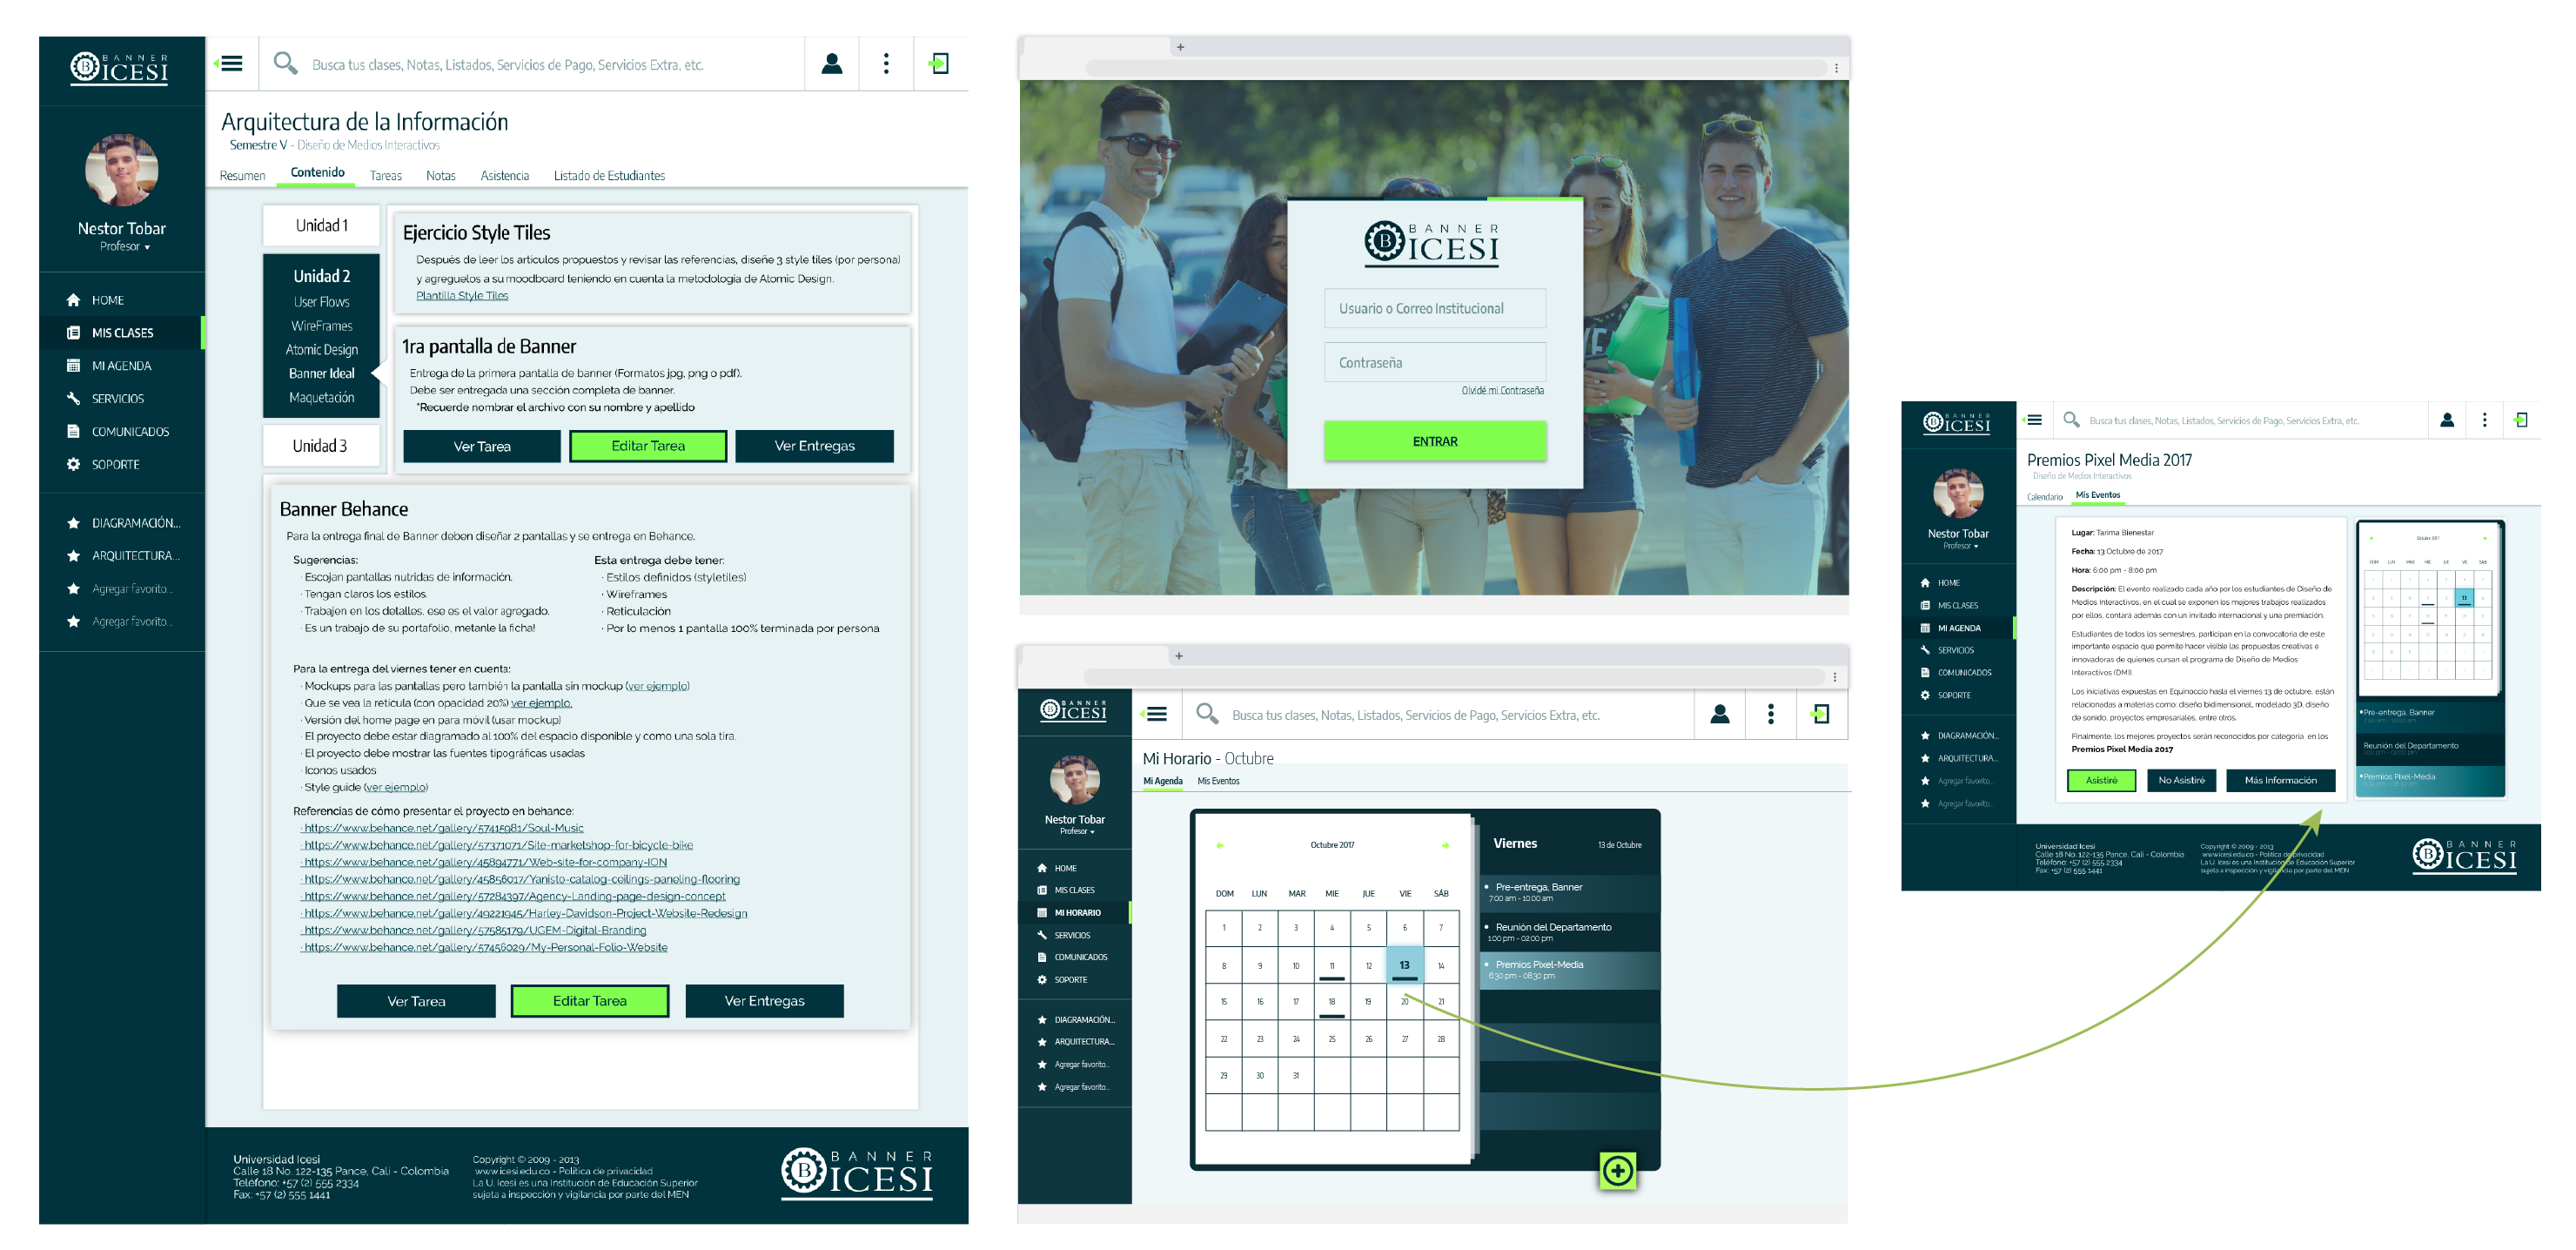 BANNER
ICESI
Busca tus clases, Notas, Listados, Servicios de Pago, Servicios Extra, etc.
Nestor Tobar
Profesor
HOME
MIS CLASES
MI AGENDA
SERVICIOS
COMUNICADOS
SOPORTE
DIAGRAMACIÓN...
ARQUITECTURA...
Agregar favorito...
Agregar favorito...
Arquitectura de la Información
Semestre V - Diseño de Medios Interactivos
Resumen Contenido Tareas Notas Asistencia Listado de Estudiantes
Unidad 1
Unidad 2
User Flows
WireFrames
Atomic Design
Banner Ideal
Maquetación
Unidad 3
Ejercicio Style Tiles
Después de leer los articulos propuestos y revisar las referencias, diseñe 3 style tiles (por persona)
y agreguelos a su moodboard teniendo en cuenta la metodología de Atomic Design.
Plantilla Style Tiles
1ra pantalla de Banner
Entrega de la primera pantalla de banner (Formatos jpg, png o pdf).
Debe ser entregada una sección completa de banner.
*Recuerde nombrar el archivo con su nombre y apellido
Ver Tarea Editar Tarea Ver Entregas
Banner Behance
Para la entrega final de Banner deben diseñar 2 pantallas y se entrega en Behance.
Sugerencias:
· Escojan pantallas nutridas de información.
· Tengan claros los estilos.
· Trabajen en los detalles, ese es el valor agregado.
· Es un trabajo de su portafolio, metanle la ficha!
Esta entrega debe tener:
· Estilos definidos (styletiles)
· Wireframes
· Reticulación
· Por lo menos 1 pantalla 100% terminada por persona
Para la entrega del viernes tener en cuenta:
· Mockups para las pantallas pero también la pantalla sin mockup (ver ejemplo)
· Que se vea la retícula (con opacidad 20%) ver ejemplo.
· Versión del home page en para móvil (usar mockup)
· El proyecto debe estar diagramado al 100% del espacio disponible y como una sola tira.
· El proyecto debe mostrar las fuentes tipográficas usadas
· Iconos usados
· Style guide (ver ejemplo)
Referencias de cómo presentar el proyecto en behance:
· https://www.behance.net/gallery/57415981/Soul-Music
· https://www.behance.net/gallery/57371071/Site-marketshop-for-bicycle-bike
· https://www.behance.net/gallery/45894771/Web-site-for-company-ION
· https://www.behance.net/gallery/45856017/Yanisto-catalog-ceilings-paneling-flooring
· https://www.behance.net/gallery/57284397/Agency-Landing-page-design-concept
· https://www.behance.net/gallery/49221945/Harley-Davidson-Project-Website-Redesign
· https://www.behance.net/gallery/57585179/UGEM-Digital-Branding
· https://www.behance.net/gallery/57456029/My-Personal-Folio-Website
Ver Tarea Editar Tarea Ver Entregas
Universidad Icesi
Calle 18 No. 122-135 Pance, Cali - Colombia
Teléfono: +57 (2) 555 2334
Fax: +57 (2) 555 1441
Copyright © 2009 - 2013
www.icesi.edu.co - Política de privacidad
La U. Icesi es una Institución de Educación Superior
sujeta a inspección y vigilancia por parte del MEN
BANNER
ICESI
BANNER
ICESI
Usuario o Correo Institucional
Contraseña
Olvidé mi Contraseña
ENTRAR
BANNER
ICESI
Busca tus clases, Notas, Listados, Servicios de Pago, Servicios Extra, etc.
Nestor Tobar
Profesor
HOME
MIS CLASES
MI HORARIO
SERVICIOS
COMUNICADOS
SOPORTE
DIAGRAMACIÓN...
ARQUITECTURA...
Agregar favorito...
Agregar favorito...
Mi Horario - Octubre
Mi Agenda Mis Eventos
Octubre 2017
DOM LUN MAR MIE JUE VIE SÁB
1 2 3 4 5 6 7
8 9 10 11 12 13 14
15 16 17 18 19 20 21
22 23 24 25 26 27 28
29 30 31
Viernes 13 de Octubre
Pre-entrega, Banner
7:00 am - 10:00 am
Reunión del Departamento
1:00 pm - 02:00 pm
Premios Pixel-Media
6:30 pm - 08:30 pm
BANNER
ICESI
Busca tus clases, Notas, Listados, Servicios de Pago, Servicios Extra, etc.
Nestor Tobar
Profesor
HOME
MIS CLASES
MI AGENDA
SERVICIOS
COMUNICADOS
SOPORTE
DIAGRAMACIÓN...
ARQUITECTURA...
Agregar favorito...
Agregar favorito...
Premios Pixel Media 2017
Diseño de Medios Interactivos
Calendario Mis Eventos
Lugar: Tarima Bienestar
Fecha: 13 Octubre de 2017
Hora: 6:00 pm - 8:00 pm
Descripción: El evento realizado cada año por los estudiantes de Diseño de
Medios Interactivos, en el cual se exponen los mejores trabajos realizados
por ellos, contará además con un invitado internacional y una premiación.
Estudiantes de todos los semestres, participan en la convocatoria de este
importante espacio que permite hacer visible las propuestas creativas e
innovadoras de quienes cursan el programa de Diseño de Medios
Interactivos (DMI).
Los iniciativas expuestas en Equinoccio hasta el viernes 13 de octubre, están
relacionadas a materias como: diseño bidimensional, modelado 3D, diseño
de sonido, proyectos empresariales, entre otros.
Finalmente, los mejores proyectos serán reconocidos por categoría en los
Premios Pixel Media 2017
Asistiré No Asistiré Más Información
Octubre 2017
DOM LUN MAR MIE JUE VIE SÁB
13
Pre-entrega, Banner
7:00 am - 10:00 am
Reunión del Departamento
1:00 pm - 02:00 pm
Premios Pixel-Media
Universidad Icesi
Calle 18 No. 122-135 Pance, Cali - Colombia
Teléfono: +57 (2) 555 2334
Fax: +57 (2) 555 1441
Copyright © 2009 - 2013
www.icesi.edu.co - Política de privacidad
La U. Icesi es una Institución de Educación Superior
sujeta a inspección y vigilancia por parte del MEN
BANNER
ICESI